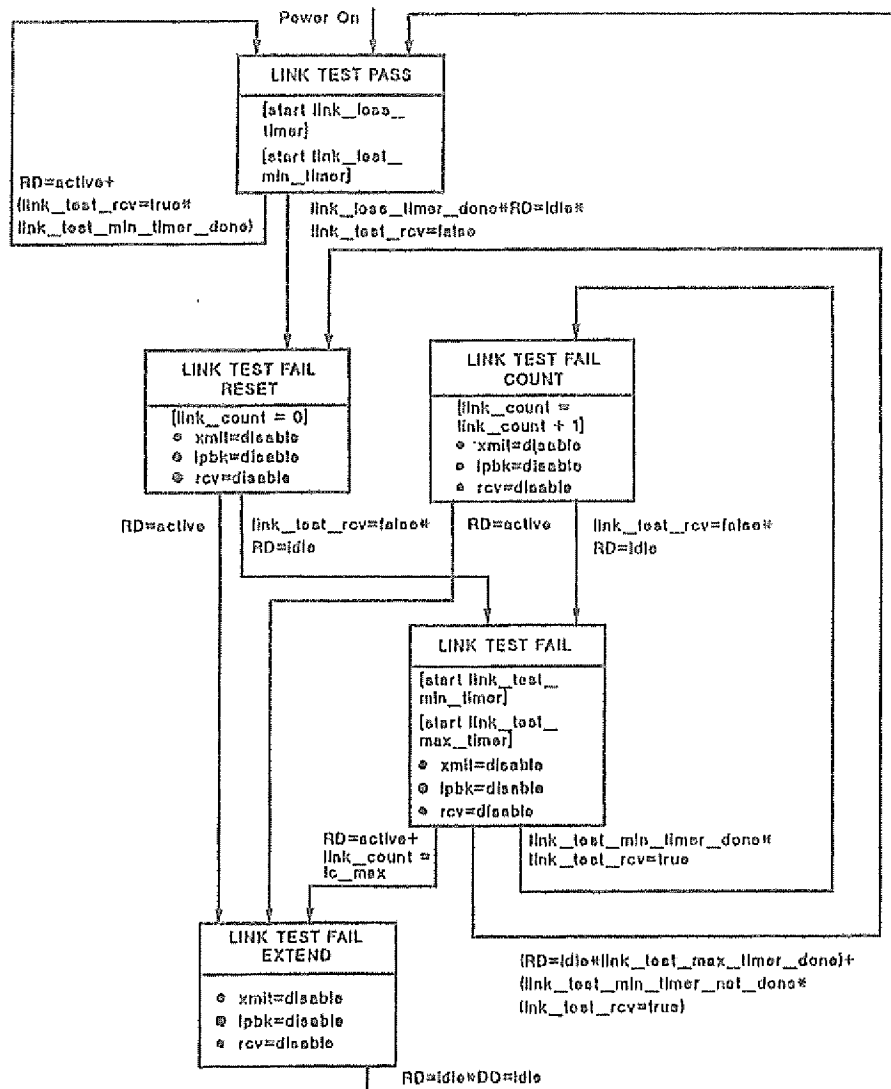 Power On
LINK TEST PASS
[start link_loss_
timer]
[start link_test_
min_timer]
RD=active+
(link_test_rcv=true*
link_test_min_timer_done)
link_loss_timer_done*RD=idle*
link_test_rcv=false
LINK TEST FAIL
RESET
[link_count = 0]
xmit=disable
lpbk=disable
rcv=disable
LINK TEST FAIL
COUNT
[link_count =
link_count + 1]
xmit=disable
lpbk=disable
rcv=disable
RD=active
link_test_rcv=false*
RD=idle
RD=active
link_test_rcv=false*
RD=idle
LINK TEST FAIL
[start link_test_
min_timer]
[start link_test_
max_timer]
xmit=disable
lpbk=disable
rcv=disable
RD=active+
link_count =
lc_max
link_test_min_timer_done*
link_test_rcv=true
LINK TEST FAIL
EXTEND
xmit=disable
lpbk=disable
rcv=disable
(RD=idle*link_test_max_timer_done)+
(link_test_min_timer_not_done*
link_test_rcv=true)
RD=idle*DO=idle